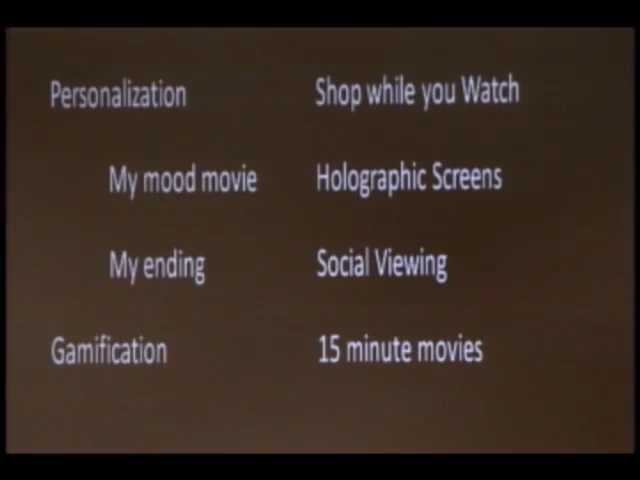 Personalization
My mood movie
My ending
Gamification
Shop while you Watch
Holographic Screens
Social Viewing
15 minute movies